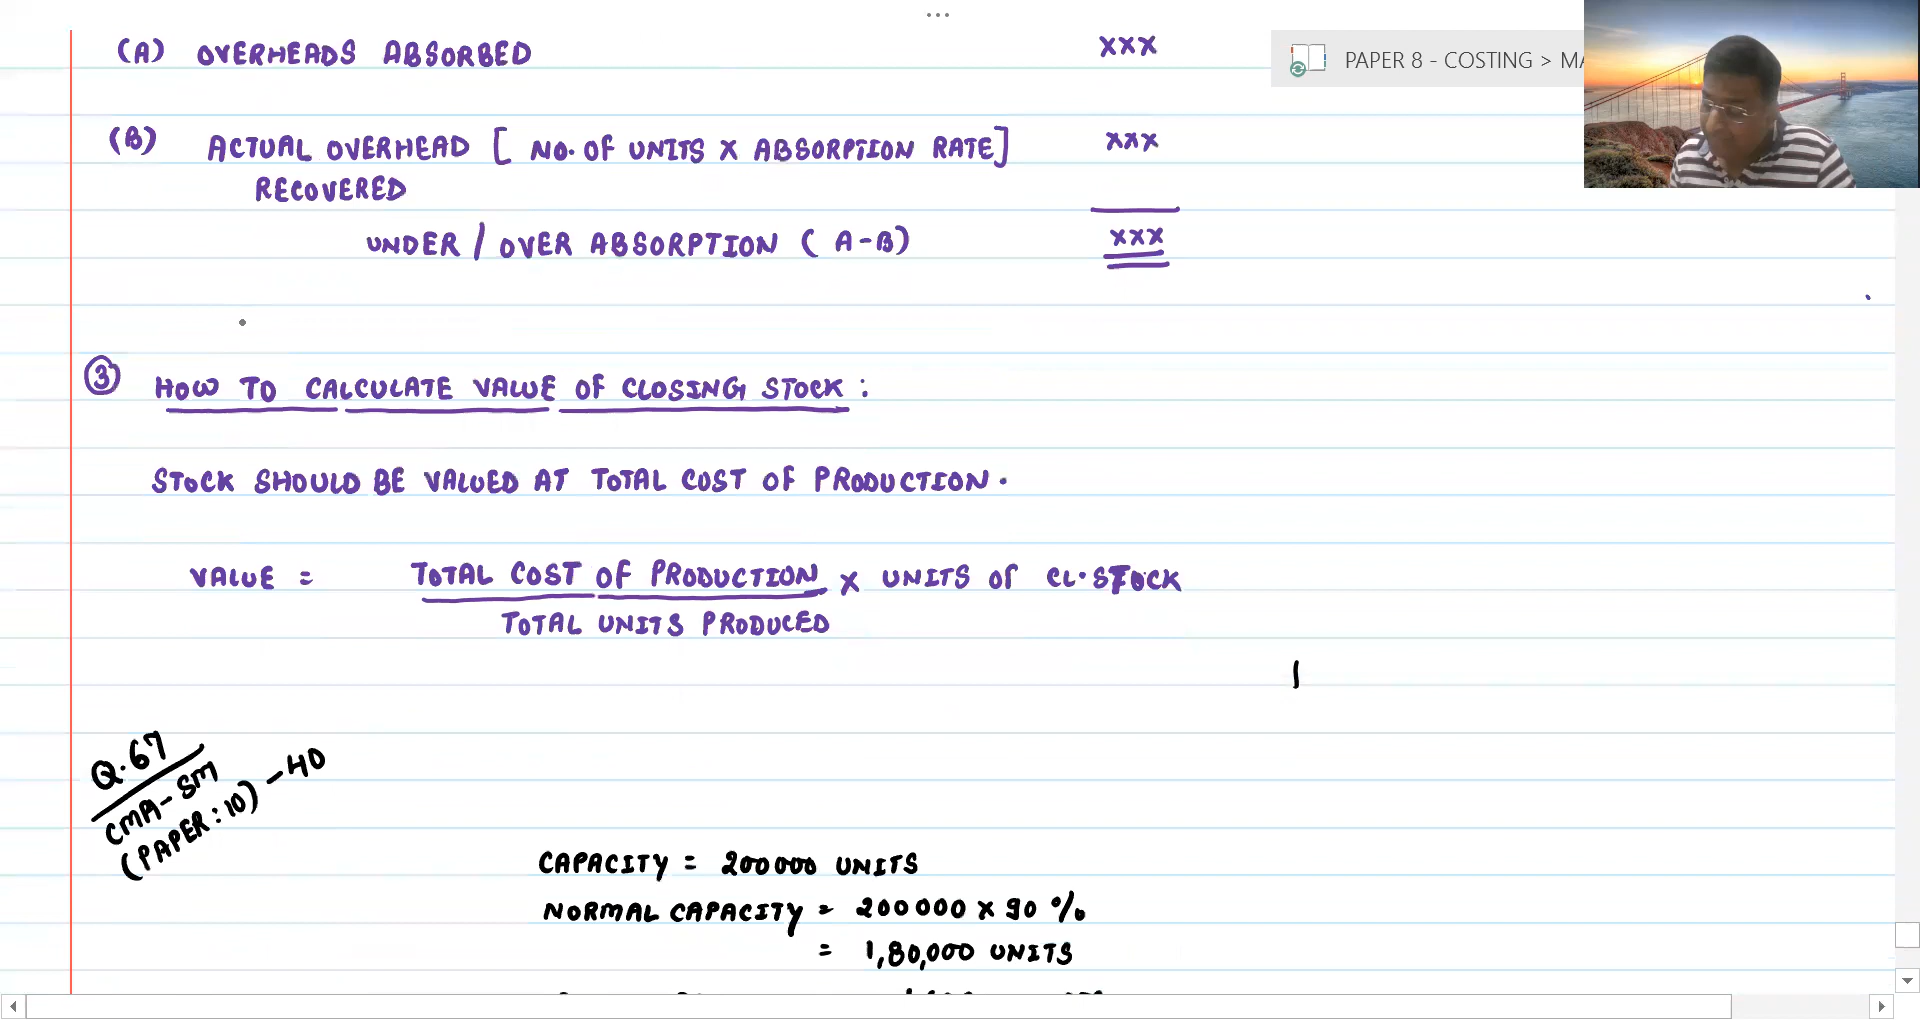 ...
(A) OVERHEADS ABSORBED xxx
PAPER 8 - COSTING > MA
(B) ACTUAL OVERHEAD [ NO. OF UNITS X ABSORPTION RATE] xxx
RECOVERED
UNDER / OVER ABSORPTION ( A-B) xxx
③ HOW TO CALCULATE VALUE OF CLOSING STOCK :
STOCK SHOULD BE VALUED AT TOTAL COST OF PRODUCTION.
VALUE = TOTAL COST OF PRODUCTION X UNITS OF CL. STOCK
TOTAL UNITS PRODUCED
Q.67
CMA-SM
(PAPER:10) - 40
CAPACITY = 200000 UNITS
NORMAL CAPACITY = 200000 X 90 %
= 1,80,000 UNITS